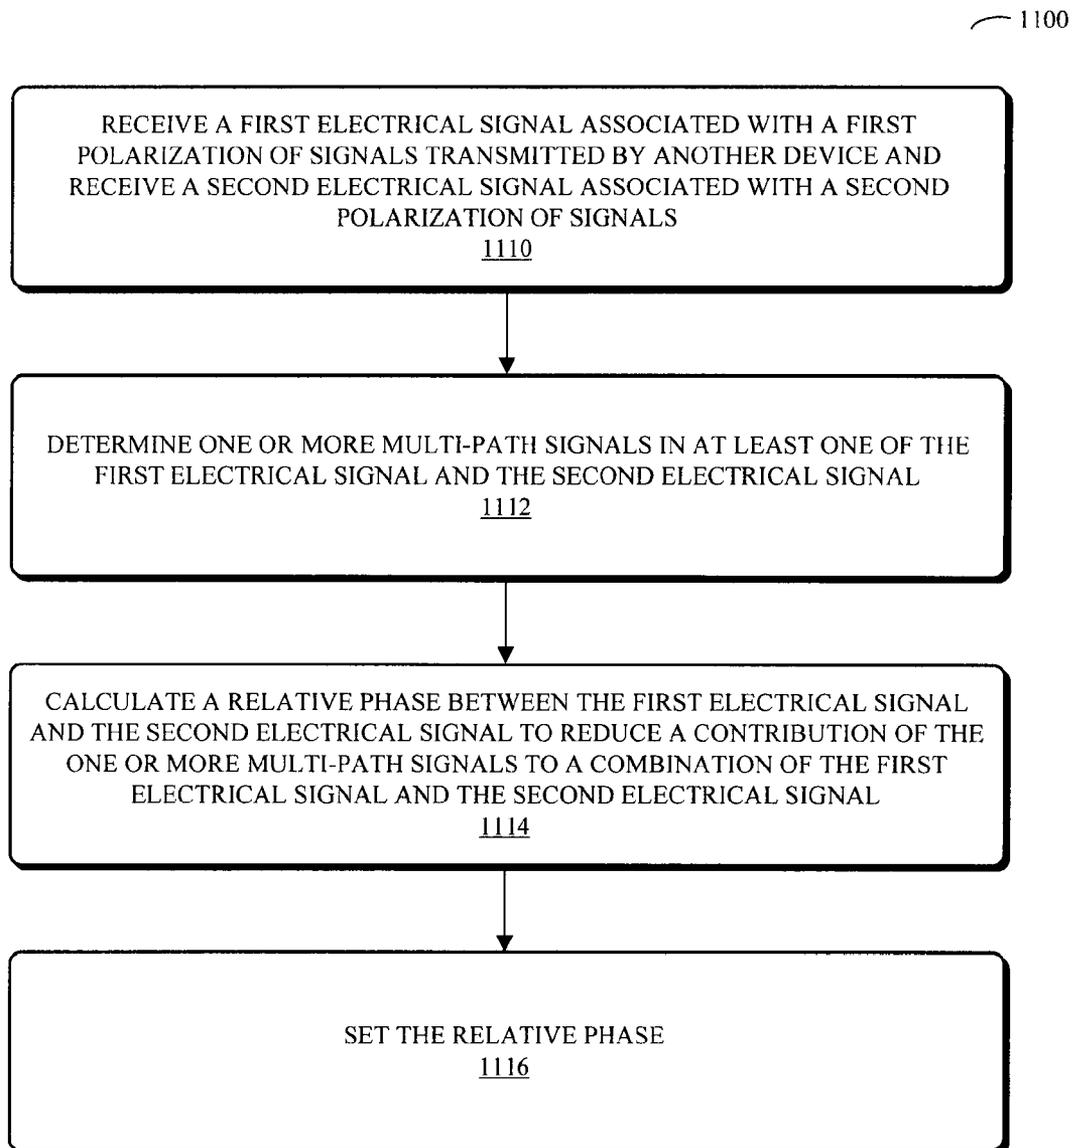 1100
RECEIVE A FIRST ELECTRICAL SIGNAL ASSOCIATED WITH A FIRST
POLARIZATION OF SIGNALS TRANSMITTED BY ANOTHER DEVICE AND
RECEIVE A SECOND ELECTRICAL SIGNAL ASSOCIATED WITH A SECOND
POLARIZATION OF SIGNALS
1110
DETERMINE ONE OR MORE MULTI-PATH SIGNALS IN AT LEAST ONE OF THE
FIRST ELECTRICAL SIGNAL AND THE SECOND ELECTRICAL SIGNAL
1112
CALCULATE A RELATIVE PHASE BETWEEN THE FIRST ELECTRICAL SIGNAL
AND THE SECOND ELECTRICAL SIGNAL TO REDUCE A CONTRIBUTION OF THE
ONE OR MORE MULTI-PATH SIGNALS TO A COMBINATION OF THE FIRST
ELECTRICAL SIGNAL AND THE SECOND ELECTRICAL SIGNAL
1114
SET THE RELATIVE PHASE
1116